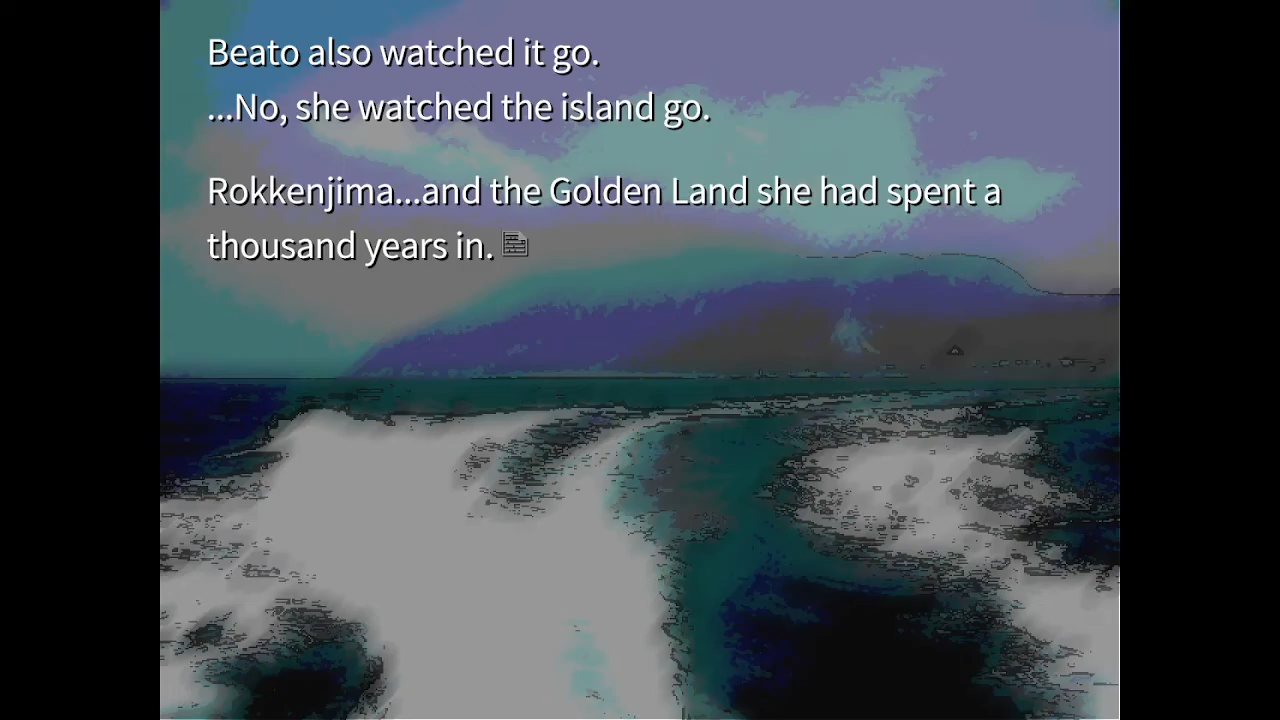 Beato also watched it go.
...No, she watched the island go.
Rokkenjima...and the Golden Land she had spent a
thousand years in.